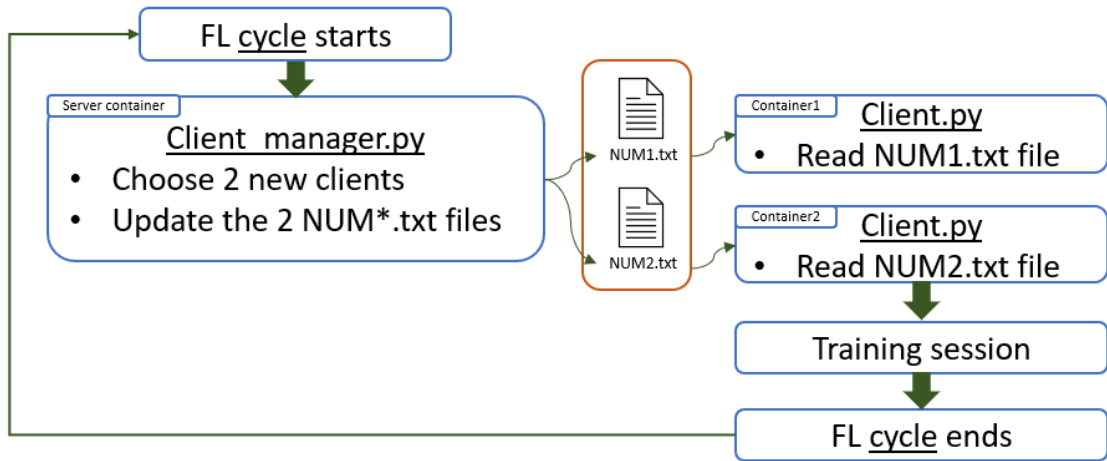 FL cycle starts
Server container
Client_manager.py
• Choose 2 new clients
• Update the 2 NUM*.txt files
NUM1.txt
NUM2.txt
Container1
Client.py
• Read NUM1.txt file
Container2
Client.py
• Read NUM2.txt file
Training session
FL cycle ends